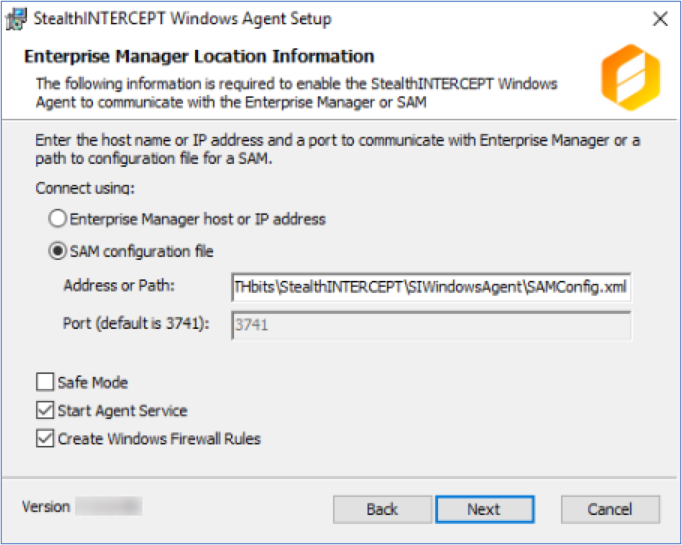 StealthINTERCEPT Windows Agent Setup
Enterprise Manager Location Information
The following information is required to enable the StealthINTERCEPT Windows
Agent to communicate with the Enterprise Manager or SAM
Enter the host name or IP address and a port to communicate with Enterprise Manager or a
path to configuration file for a SAM.
Connect using:
Enterprise Manager host or IP address
SAM configuration file
Address or Path: THbits\StealthINTERCEPT\SIWindowsAgent\SAMConfig.xml
Port (default is 3741): 3741
Safe Mode
Start Agent Service
Create Windows Firewall Rules
Version
Back Next Cancel